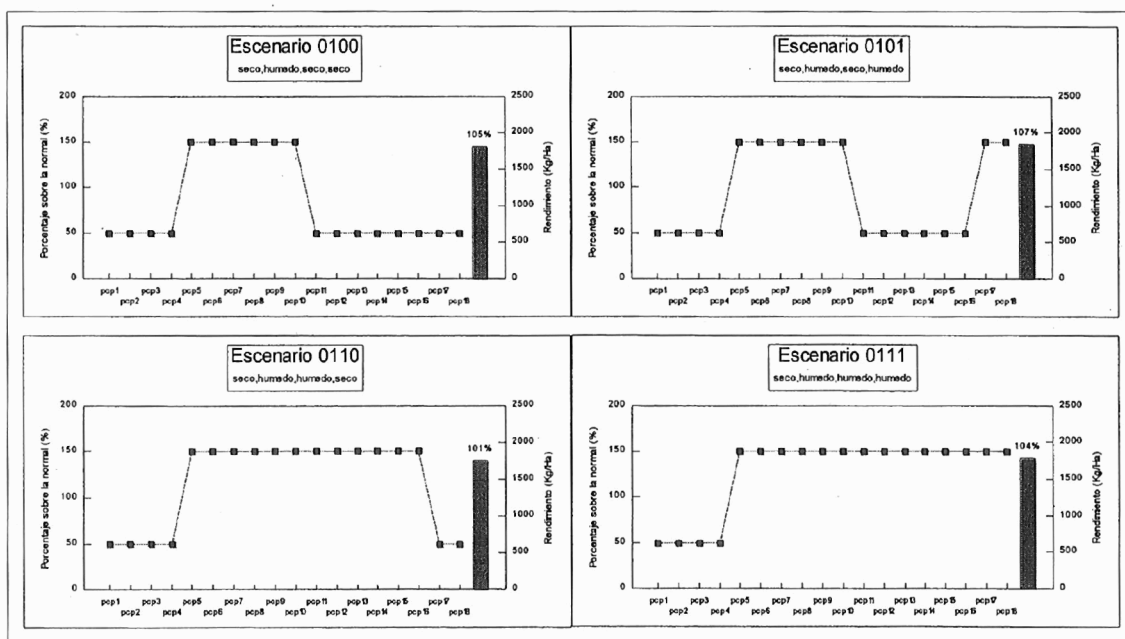 Escenario 0100
seco,humedo,seco,seco
Porcentaje sobre la normal (%)
200
150
100
50
0
2500
2000
1500
1000
500
0
Rendimiento (Kg/Ha)
105%
pcp1 pcp3 pcp5 pcp7 pcp9 pcp11 pcp13 pcp15 pcp17
pcp2 pcp4 pcp6 pcp8 pcp10 pcp12 pcp14 pcp16 pcp18
Escenario 0101
seco,humedo,seco,humedo
Porcentaje sobre la normal (%)
200
150
100
50
0
2500
2000
1500
1000
500
0
Rendimiento (Kg/Ha)
107%
pcp1 pcp3 pcp5 pcp7 pcp9 pcp11 pcp13 pcp15 pcp17
pcp2 pcp4 pcp6 pcp8 pcp10 pcp12 pcp14 pcp16 pcp18
Escenario 0110
seco,humedo,humedo,seco
Porcentaje sobre la normal (%)
200
150
100
50
0
2500
2000
1500
1000
500
0
Rendimiento (Kg/Ha)
101%
pcp1 pcp3 pcp5 pcp7 pcp9 pcp11 pcp13 pcp15 pcp17
pcp2 pcp4 pcp6 pcp8 pcp10 pcp12 pcp14 pcp16 pcp18
Escenario 0111
seco,humedo,humedo,humedo
Porcentaje sobre la normal (%)
200
150
100
50
0
2500
2000
1500
1000
500
0
Rendimiento (Kg/Ha)
104%
pcp1 pcp3 pcp5 pcp7 pcp9 pcp11 pcp13 pcp15 pcp17
pcp2 pcp4 pcp6 pcp8 pcp10 pcp12 pcp14 pcp16 pcp18